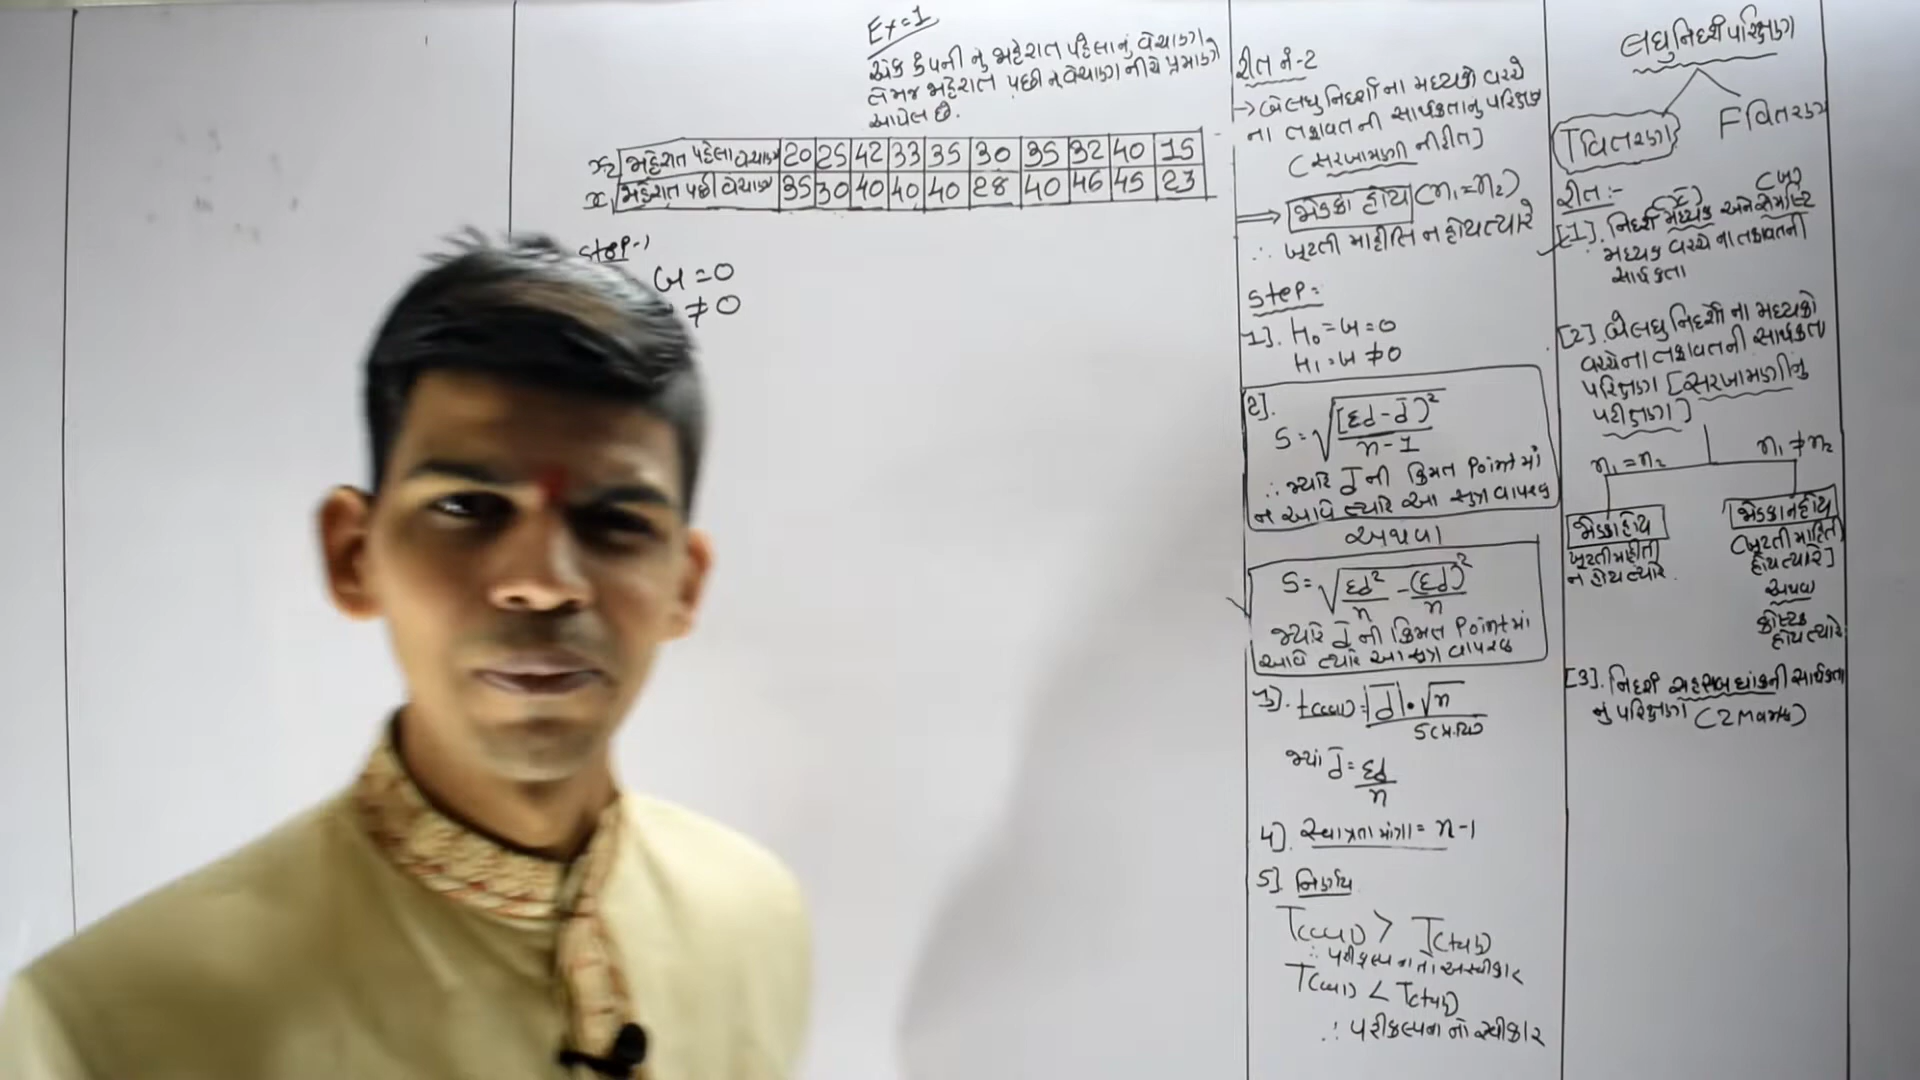 Ex=1
એક કંપની નું જાહેરાત પહેલાનું વેચાણ
તેમજ જાહેરાત પછી નું વેચાણ નીચે પ્રમાણે
આપેલ છે.
x₂ જાહેરાત પહેલા વેચાણ 20 25 42 33 35 30 35 32 40 15
x₁ જાહેરાત પછી વેચાણ 35 30 40 40 40 28 40 46 45 23
Step-1
u = 0
≠ 0
રીત નં-2
→ બે લઘુ નિદર્શો ના મધ્યકો વચ્ચે
ના તફાવત ની સાર્થકતાનું પરિક્ષણ
(સરખામણી ની રીત]
⇒ જોડકા હોય (n₁ = n₂)
∴ ખૂટતી માહીતિ ન હોય ત્યારે
Step:
1]. H₀ = u = 0
H₁ = u ≠ 0
2].
S = √[Σd - d̄)² / n - 1
∴ જ્યારે d̄ ની કિંમત Point માં
ન આવે ત્યારે આ સુત્ર વાપરવુ
અથવા
S = √Σd²/n - (Σd)²/n
જ્યારે d̄ ની કિંમત Point માં
આવે ત્યારે આ સુત્ર વાપરવુ
3]. t(cal) = |d̄| · √n / S
જ્યાં d̄ = Σd / n
4] સ્વાત્રતા માત્રા = n - 1
5] નિર્ણય
T(cal) > T(tab)
∴ પરીકલ્પના નો અસ્વીકાર
T(cal) < T(tab)
∴ પરીકલ્પના નો સ્વીકાર
લઘુ નિદર્શ પરિક્ષણ
T વિતરણ F વિતરણ
રીત :-
[1]. નિદર્શ મધ્યક અને સમષ્ટિ
મધ્યક વચ્ચે ના તફાવતની
સાર્થકતા
[2]. બે લઘુ નિદર્શો ના મધ્યકો
વચ્ચેના તફાવત ની સાર્થકતા
પરિક્ષણ [સરખામણીનું
પરીક્ષણ]
n₁ = n₂ n₁ ≠ n₂
જોડકા હોય જોડકા ન હોય
ખૂટતી માહીતી
ન હોય ત્યારે.
(ખૂટતી માહિતી
હોય ત્યારે]
અથવા
કોષ્ટક
હોય ત્યારે
[3]. નિદર્શ સહસંબધાંકની સાર્થકતા
નું પરિક્ષણ (2 Marks)